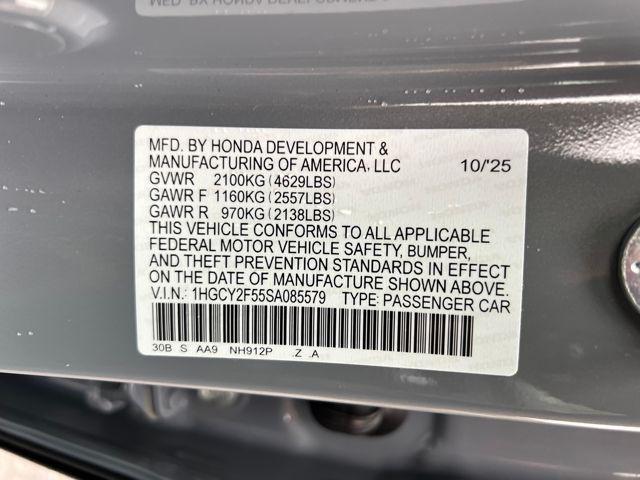 MFD. BY HONDA DEVELOPMENT &
MANUFACTURING OF AMERICA, LLC 10/'25
GVWR 2100KG (4629LBS)
GAWR F 1160KG (2557LBS)
GAWR R 970KG (2138LBS)
THIS VEHICLE CONFORMS TO ALL APPLICABLE
FEDERAL MOTOR VEHICLE SAFETY, BUMPER,
AND THEFT PREVENTION STANDARDS IN EFFECT
ON THE DATE OF MANUFACTURE SHOWN ABOVE.
V.I.N.: 1HGCY2F55SA085579 TYPE: PASSENGER CAR
30B S AA9 NH912P .Z .A